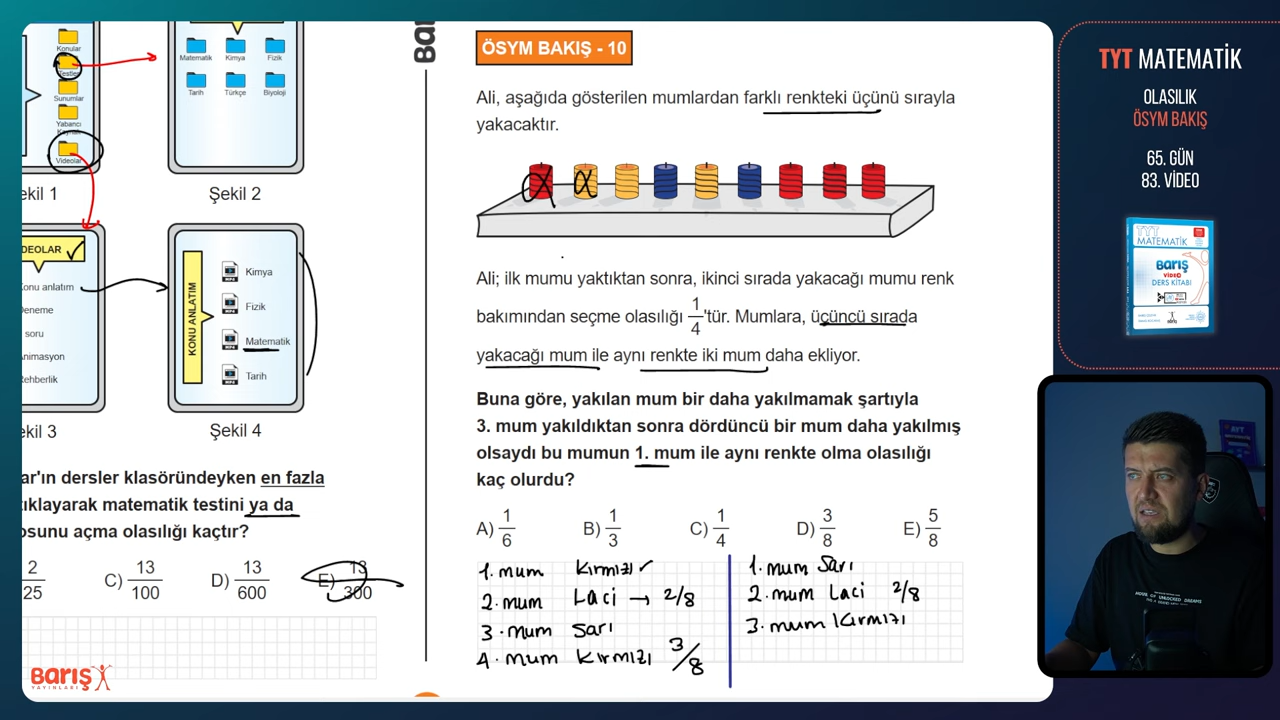 Konular
Testler
Sunumlar
Yabancı
Videolar
ekil 1
Matematik
Kimya
Fizik
Tarih
Türkçe
Biyoloji
Şekil 2
DEOLAR
onu anlatım
Deneme
soru
Animasyon
Rehberlik
ekil 3
KONU ANLATIM
Kimya
Fizik
Matematik
Tarih
Şekil 4
ar'ın dersler klasöründeyken en fazla
tıklayarak matematik testini ya da
osunu açma olasılığı kaçtır?
2/25
C) 13/100
D) 13/600
E) 13/300
BARIŞ
YAYINLARI
Bar
ÖSYM BAKIŞ - 10
Ali, aşağıda gösterilen mumlardan farklı renkteki üçünü sırayla
yakacaktır.
Ali; ilk mumu yaktıktan sonra, ikinci sırada yakacağı mumu renk
bakımından seçme olasılığı 1/4'tür. Mumlara, üçüncü sırada
yakacağı mum ile aynı renkte iki mum daha ekliyor.
Buna göre, yakılan mum bir daha yakılmamak şartıyla
3. mum yakıldıktan sonra dördüncü bir mum daha yakılmış
olsaydı bu mumun 1. mum ile aynı renkte olma olasılığı
kaç olurdu?
A) 1/6 B) 1/3 C) 1/4 D) 3/8 E) 5/8
1. mum Kırmızı ✓
2. mum Laci → 2/8
3. mum Sarı
4. mum Kırmızı 3/8
1. mum Sarı
2. mum Laci 2/8
3. mum Kırmızı
TYT MATEMATİK
OLASILIK
ÖSYM BAKIŞ
65. GÜN
83. VİDEO
TYT
MATEMATİK
BARIŞ
VİDEO
DERS KİTABI